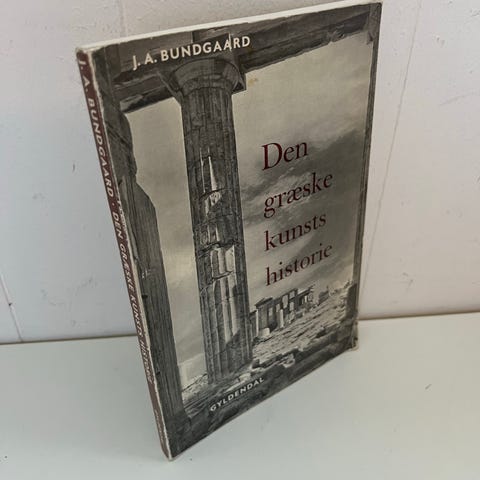 J. A. BUNDGAARD
Den
græske
kunsts
historie
GYLDENDAL
J. A. BUNDGAARD · DEN GRÆSKE KUNSTS HISTORIE